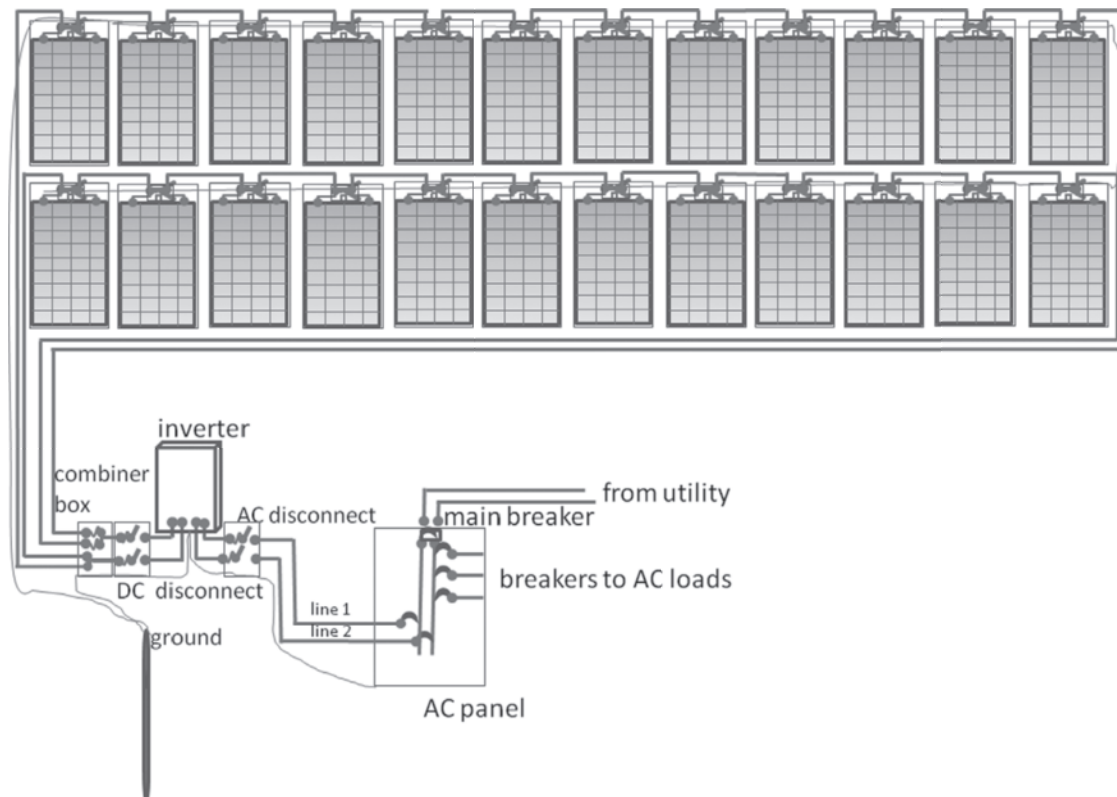 inverter
combiner
box
AC disconnect
from utility
main breaker
DC disconnect
breakers to AC loads
line 1
line 2
ground
AC panel